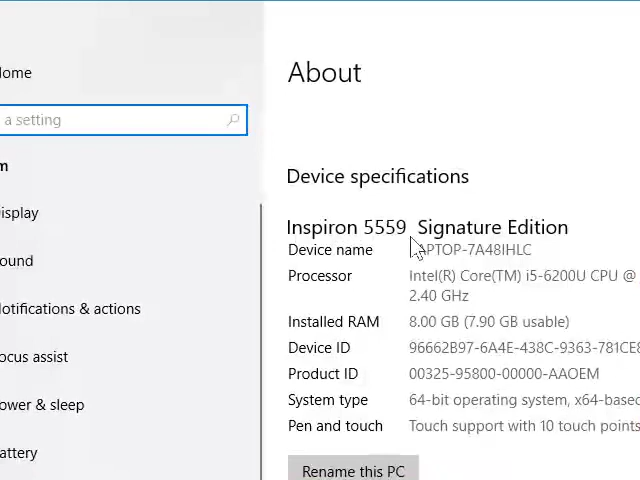 ome
a setting
m
isplay
ound
otifications & actions
ocus assist
ower & sleep
attery
About
Device specifications
Inspiron 5559 Signature Edition
Device name APTOP-7A48IHLC
Processor Intel(R) Core(TM) i5-6200U CPU @
2.40 GHz
Installed RAM 8.00 GB (7.90 GB usable)
Device ID 96662B97-6A4E-438C-9363-781CE8
Product ID 00325-95800-00000-AAOEM
System type 64-bit operating system, x64-based
Pen and touch Touch support with 10 touch points
Rename this PC